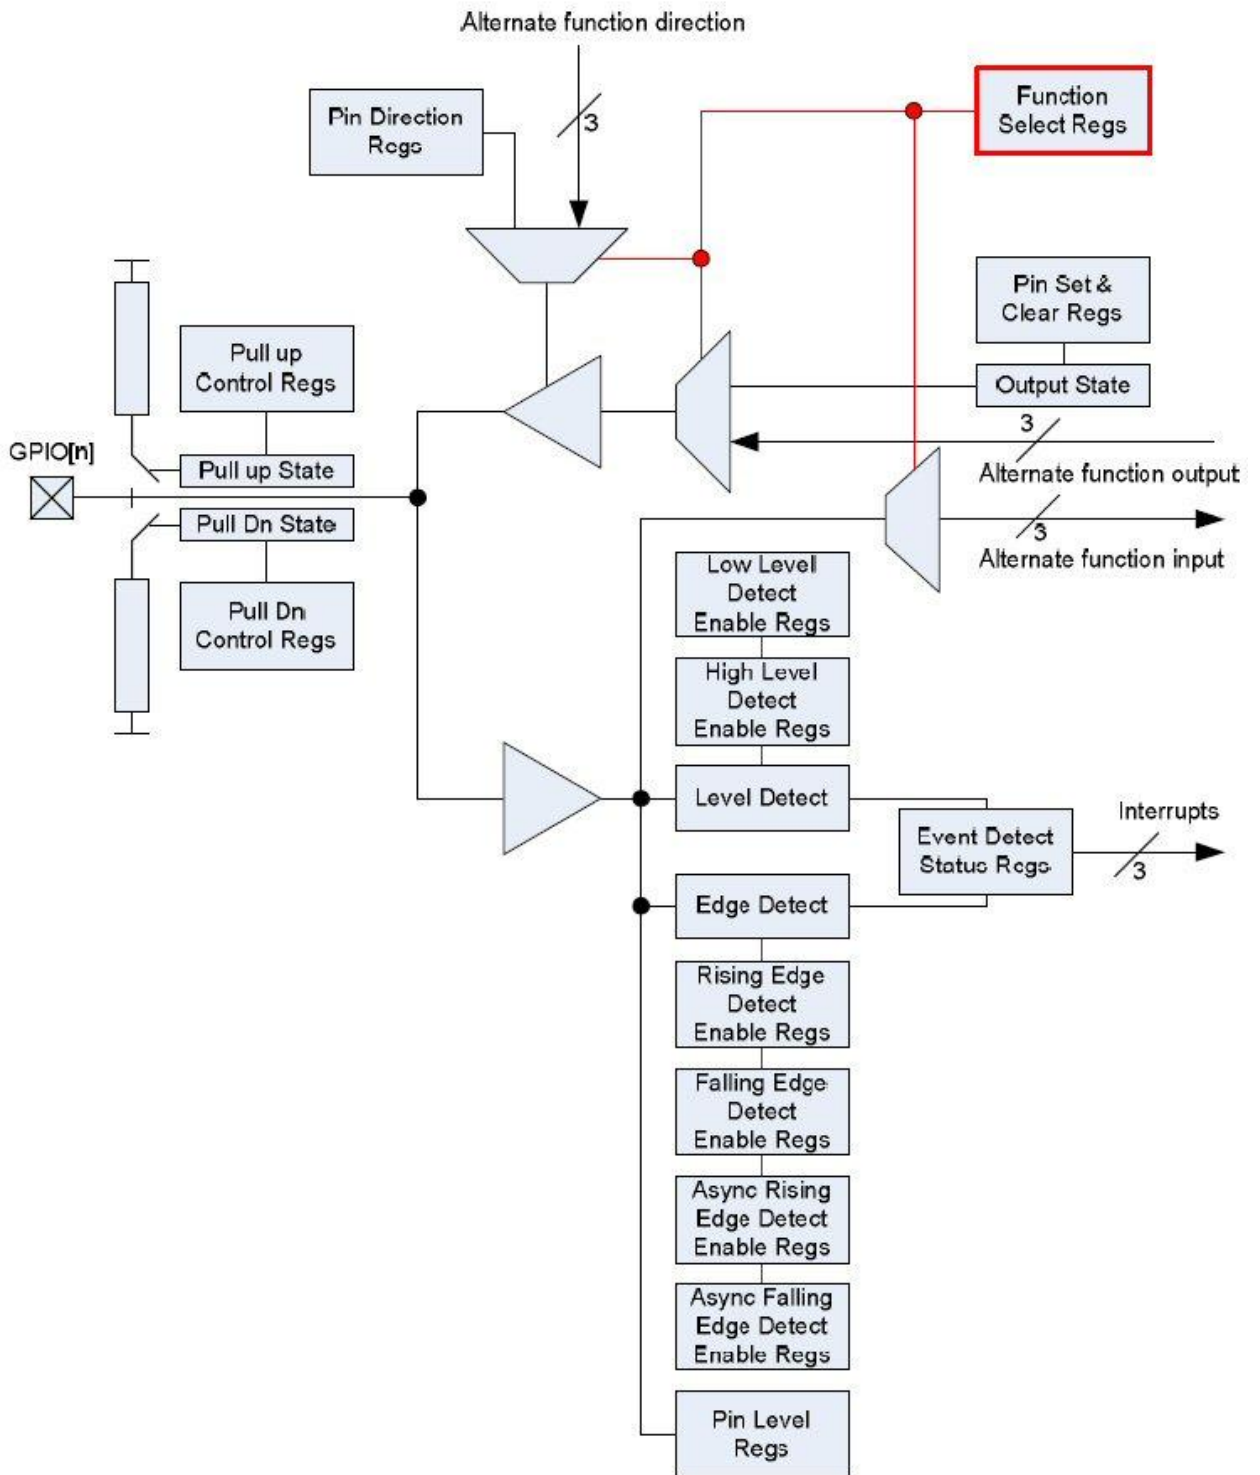 Alternate function direction
3
Pin Direction
Regs
Function
Select Regs
Pin Set &
Clear Regs
Output State
Pull up
Control Regs
3
GPIO[n]
Pull up State
Alternate function output
Pull Dn State
3
Alternate function input
Pull Dn
Control Regs
Low Level
Detect
Enable Regs
High Level
Detect
Enable Regs
Level Detect
Interrupts
3
Event Detect
Status Regs
Edge Detect
Rising Edge
Detect
Enable Regs
Falling Edge
Detect
Enable Regs
Async Rising
Edge Detect
Enable Regs
Async Falling
Edge Detect
Enable Regs
Pin Level
Regs